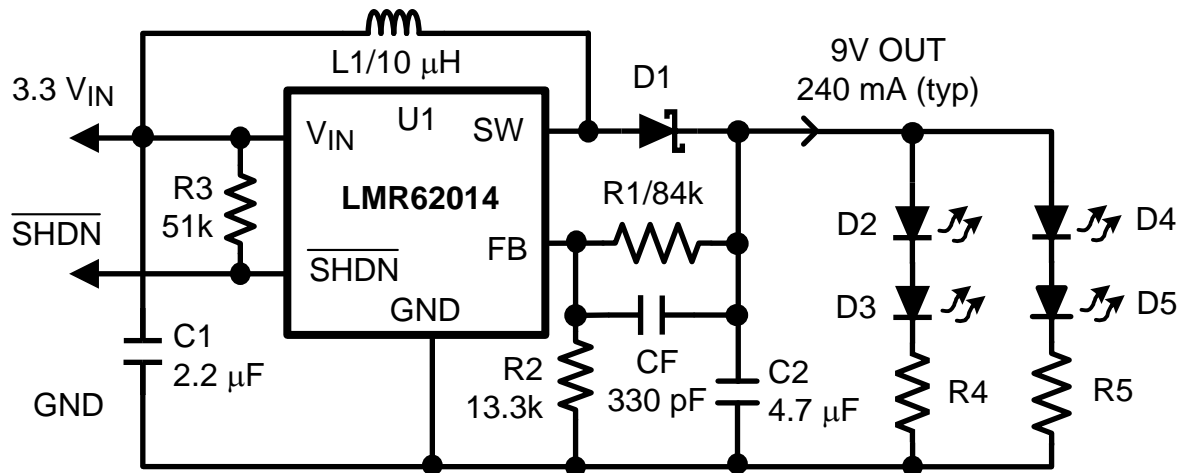 L1/10 μH
9V OUT
240 mA (typ)
D1
3.3 VIN
U1
VIN
SW
R3
51k
LMR62014
R1/84k
SHDN
SHDN
FB
D2
D4
D3
D5
GND
C1
2.2 μF
R2
13.3k
CF
330 pF
C2
4.7 μF
R4
R5
GND